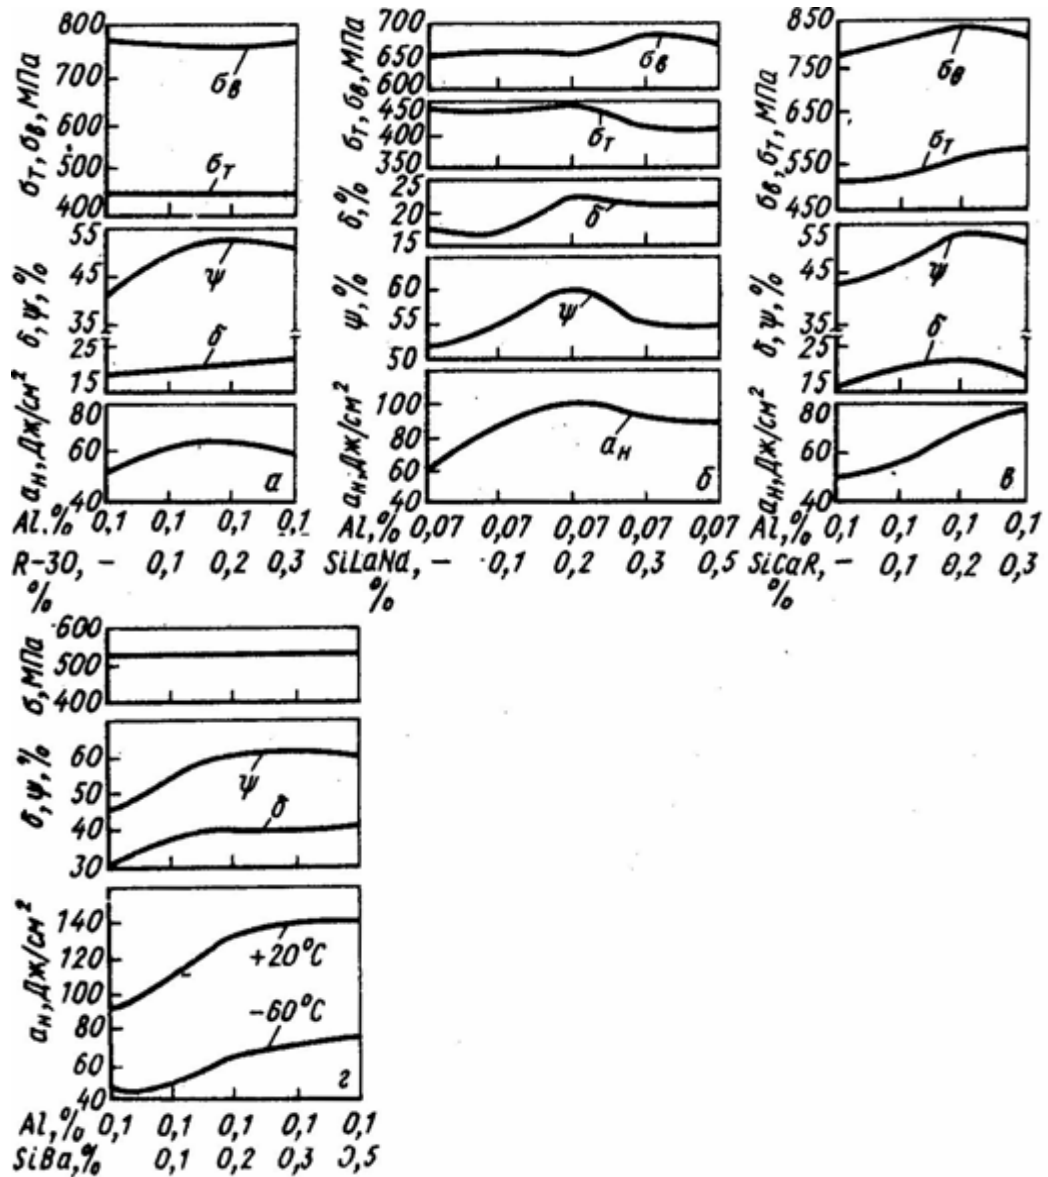 800
700
600
500
400
σт, σв, МПа
σв
σт
55
45
35
25
15
δ, ψ, %
ψ
δ
80
60
40
aн, Дж/см²
а
Al.% 0,1 0,1 0,1 0,1
R-30, - 0,1 0,2 0,3
%
700
650
600
σт, σв, МПа
σв
450
400
350
σт
25
20
15
δ, %
δ
60
55
50
ψ, %
ψ
100
80
60
40
aн, Дж/см²
aн
б
Al,% 0,07 0,07 0,07 0,07 0,07
SiLaNd, - 0,1 0,2 0,3 0,5
%
850
750
650
550
450
σв, σт, МПа
σв
σт
55
45
35
25
15
δ, ψ, %
ψ
δ
80
60
40
aн, Дж/см²
в
Al,% 0,1 0,1 0,1 0,1
SiCaR, - 0,1 0,2 0,3
%
600
500
400
σ, МПа
60
50
40
30
δ, ψ, %
ψ
δ
140
120
100
80
60
40
aн, Дж/см²
+20°C
-60°C
г
Al,% 0,1 0,1 0,1 0,1 0,1
SiBa,% 0,1 0,2 0,3 0,5